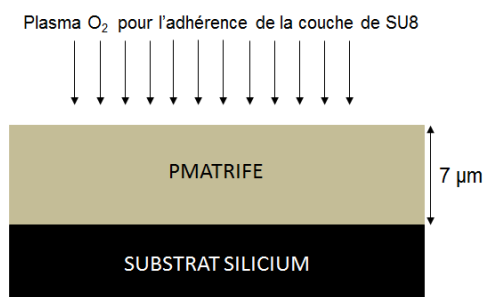 Plasma O₂ pour l'adhérence de la couche de SU8
PMATRIFE
7 µm
SUBSTRAT SILICIUM